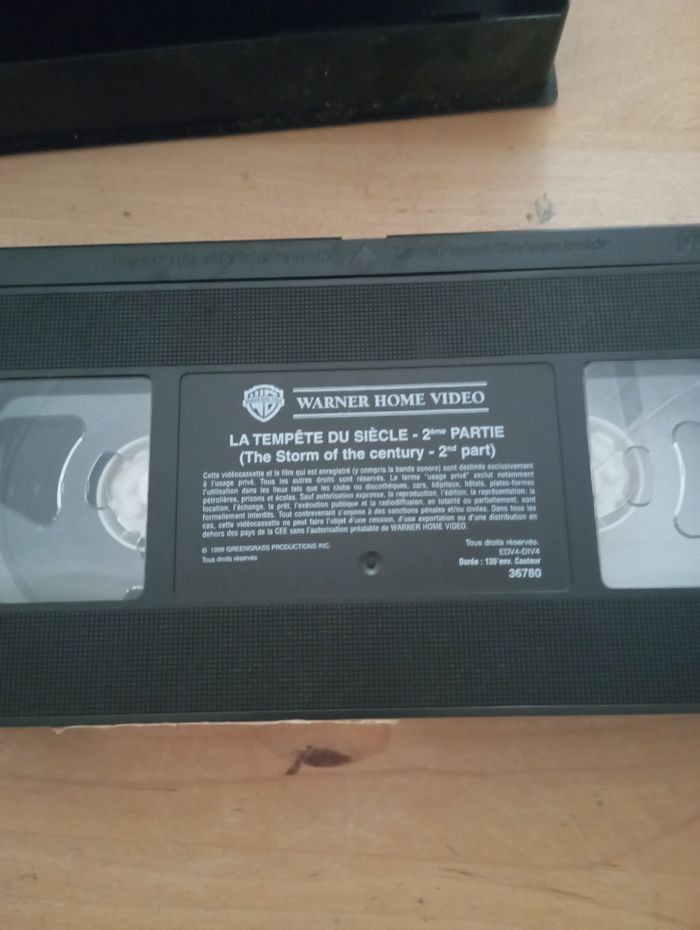 WARNER HOME VIDEO
LA TEMPÊTE DU SIÈCLE - 2ème PARTIE
(The Storm of the century - 2nd part)
Cette vidéocassette et le film qui est enregistré (y compris la bande sonore) sont destinés exclusivement
à l'usage privé. Tous les autres droits sont réservés. Le terme "usage privé" exclut notamment
l'utilisation dans les lieux tels que les clubs ou discothèques, cars, hôpitaux, hôtels, plates-formes
pétrolières, prisons et écoles. Sauf autorisation expresse, la reproduction, l'édition, la représentation, la
location, l'échange, le prêt, l'exécution publique et la radiodiffusion, en totalité ou partiellement, sont
formellement interdits. Tout contrevenant s'expose à des sanctions pénales et/ou civiles. Dans tous les
cas, cette vidéocassette ne peut faire l'objet d'une cession, d'une exportation ou d'une distribution en
dehors des pays de la CEE sans l'autorisation préalable de WARNER HOME VIDEO.
© 1999 GREENGRASS PRODUCTIONS INC.
Tous droits réservés
Tous droits réservés.
EDV4-DIV4
Durée : 135'env. Couleur
36780